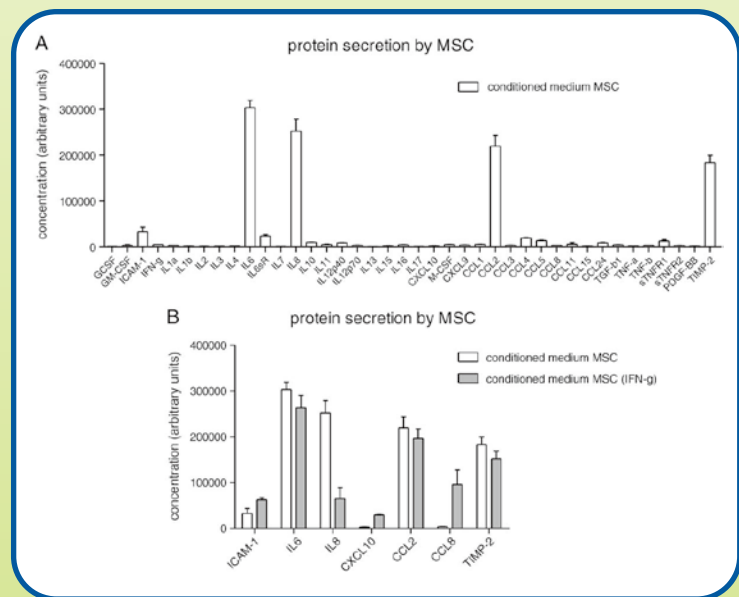 A
protein secretion by MSC
400000
300000
200000
100000
0
concentration (arbitrary units)
conditioned medium MSC
GCSF
GM-CSF
ICAM-1
IFN-g
IL1a
IL1b
IL2
IL3
IL4
IL6
IL6sR
IL7
IL8
IL10
IL11
IL12p40
IL12p70
IL13
IL15
IL16
IL17
CXCL10
M-CSF
CXCL9
CCL1
CCL2
CCL3
CCL4
CCL5
CCL8
CCL11
CCL15
CCL24
TGF-b1
TNF-a
TNF-b
sTNFR1
sTNFR2
PDGF-BB
TIMP-2
B
protein secretion by MSC
400000
300000
200000
100000
0
concentration (arbitrary units)
conditioned medium MSC
conditioned medium MSC (IFN-g)
ICAM-1
IL6
IL8
CXCL10
CCL2
CCL8
TIMP-2